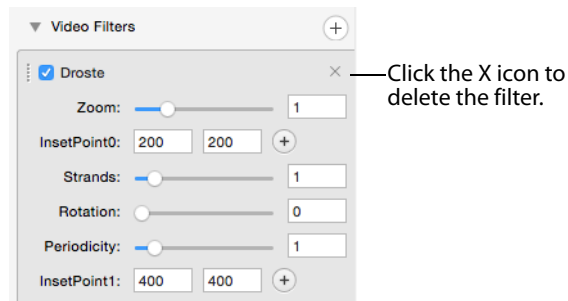 Video Filters
Droste
Click the X icon to
delete the filter.
Zoom: 1
InsetPoint0: 200 200
Strands: 1
Rotation: 0
Periodicity: 1
InsetPoint1: 400 400